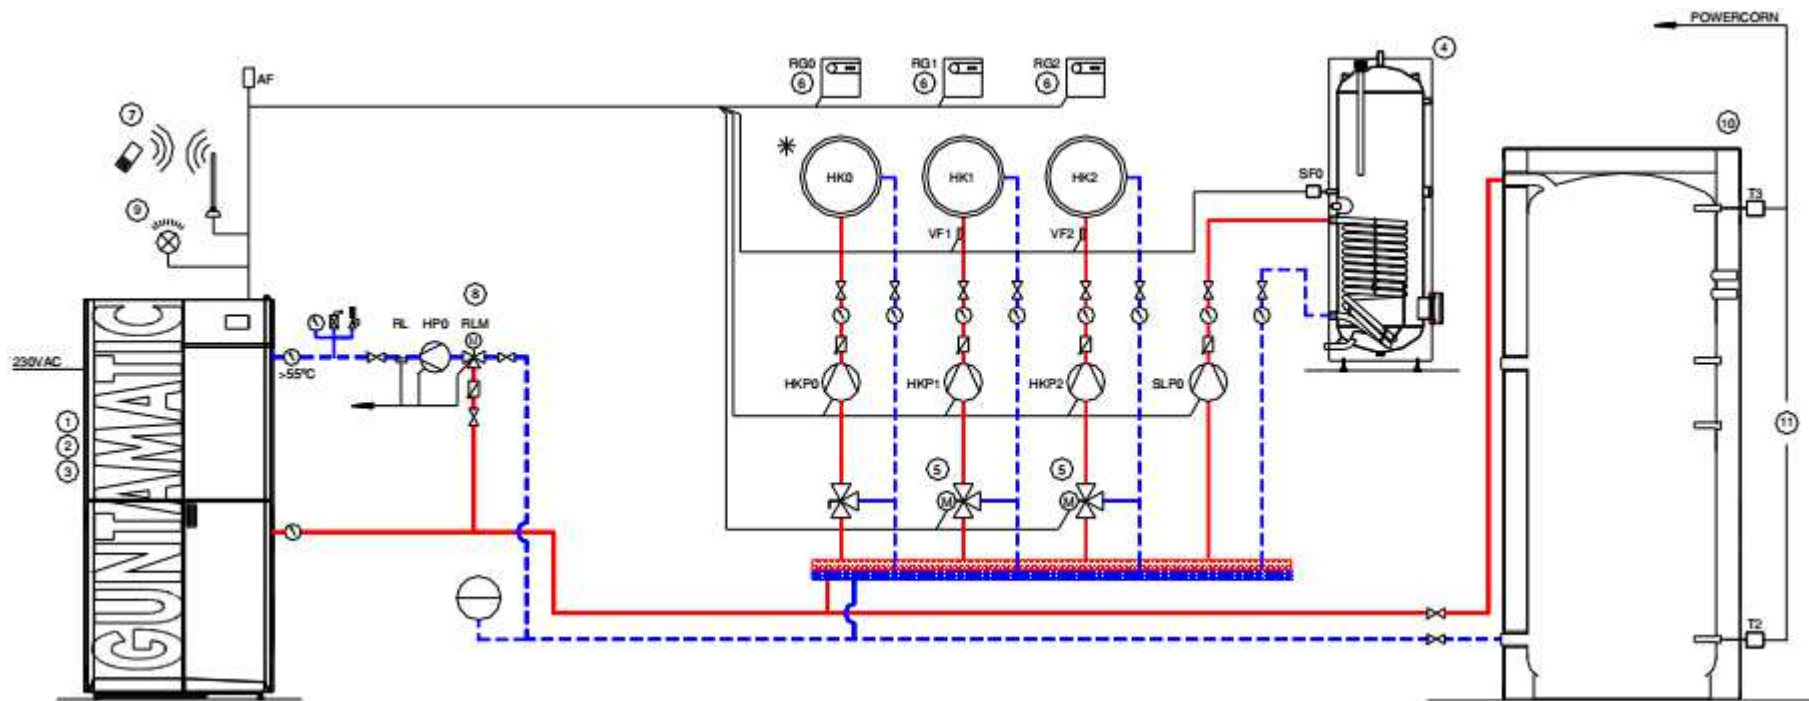 POWERCORN
4
RG0
6
RG1
6
RG2
6
AF
7
10
HK0
HK1
HK2
SF0
T3
9
VF1
VF2
8
RL
HP0
RLM
M
230VAC
>55°C
HKP0
HKP1
HKP2
SLP0
1
2
3
11
5
5
M
M
GUNTAMATIC
T2